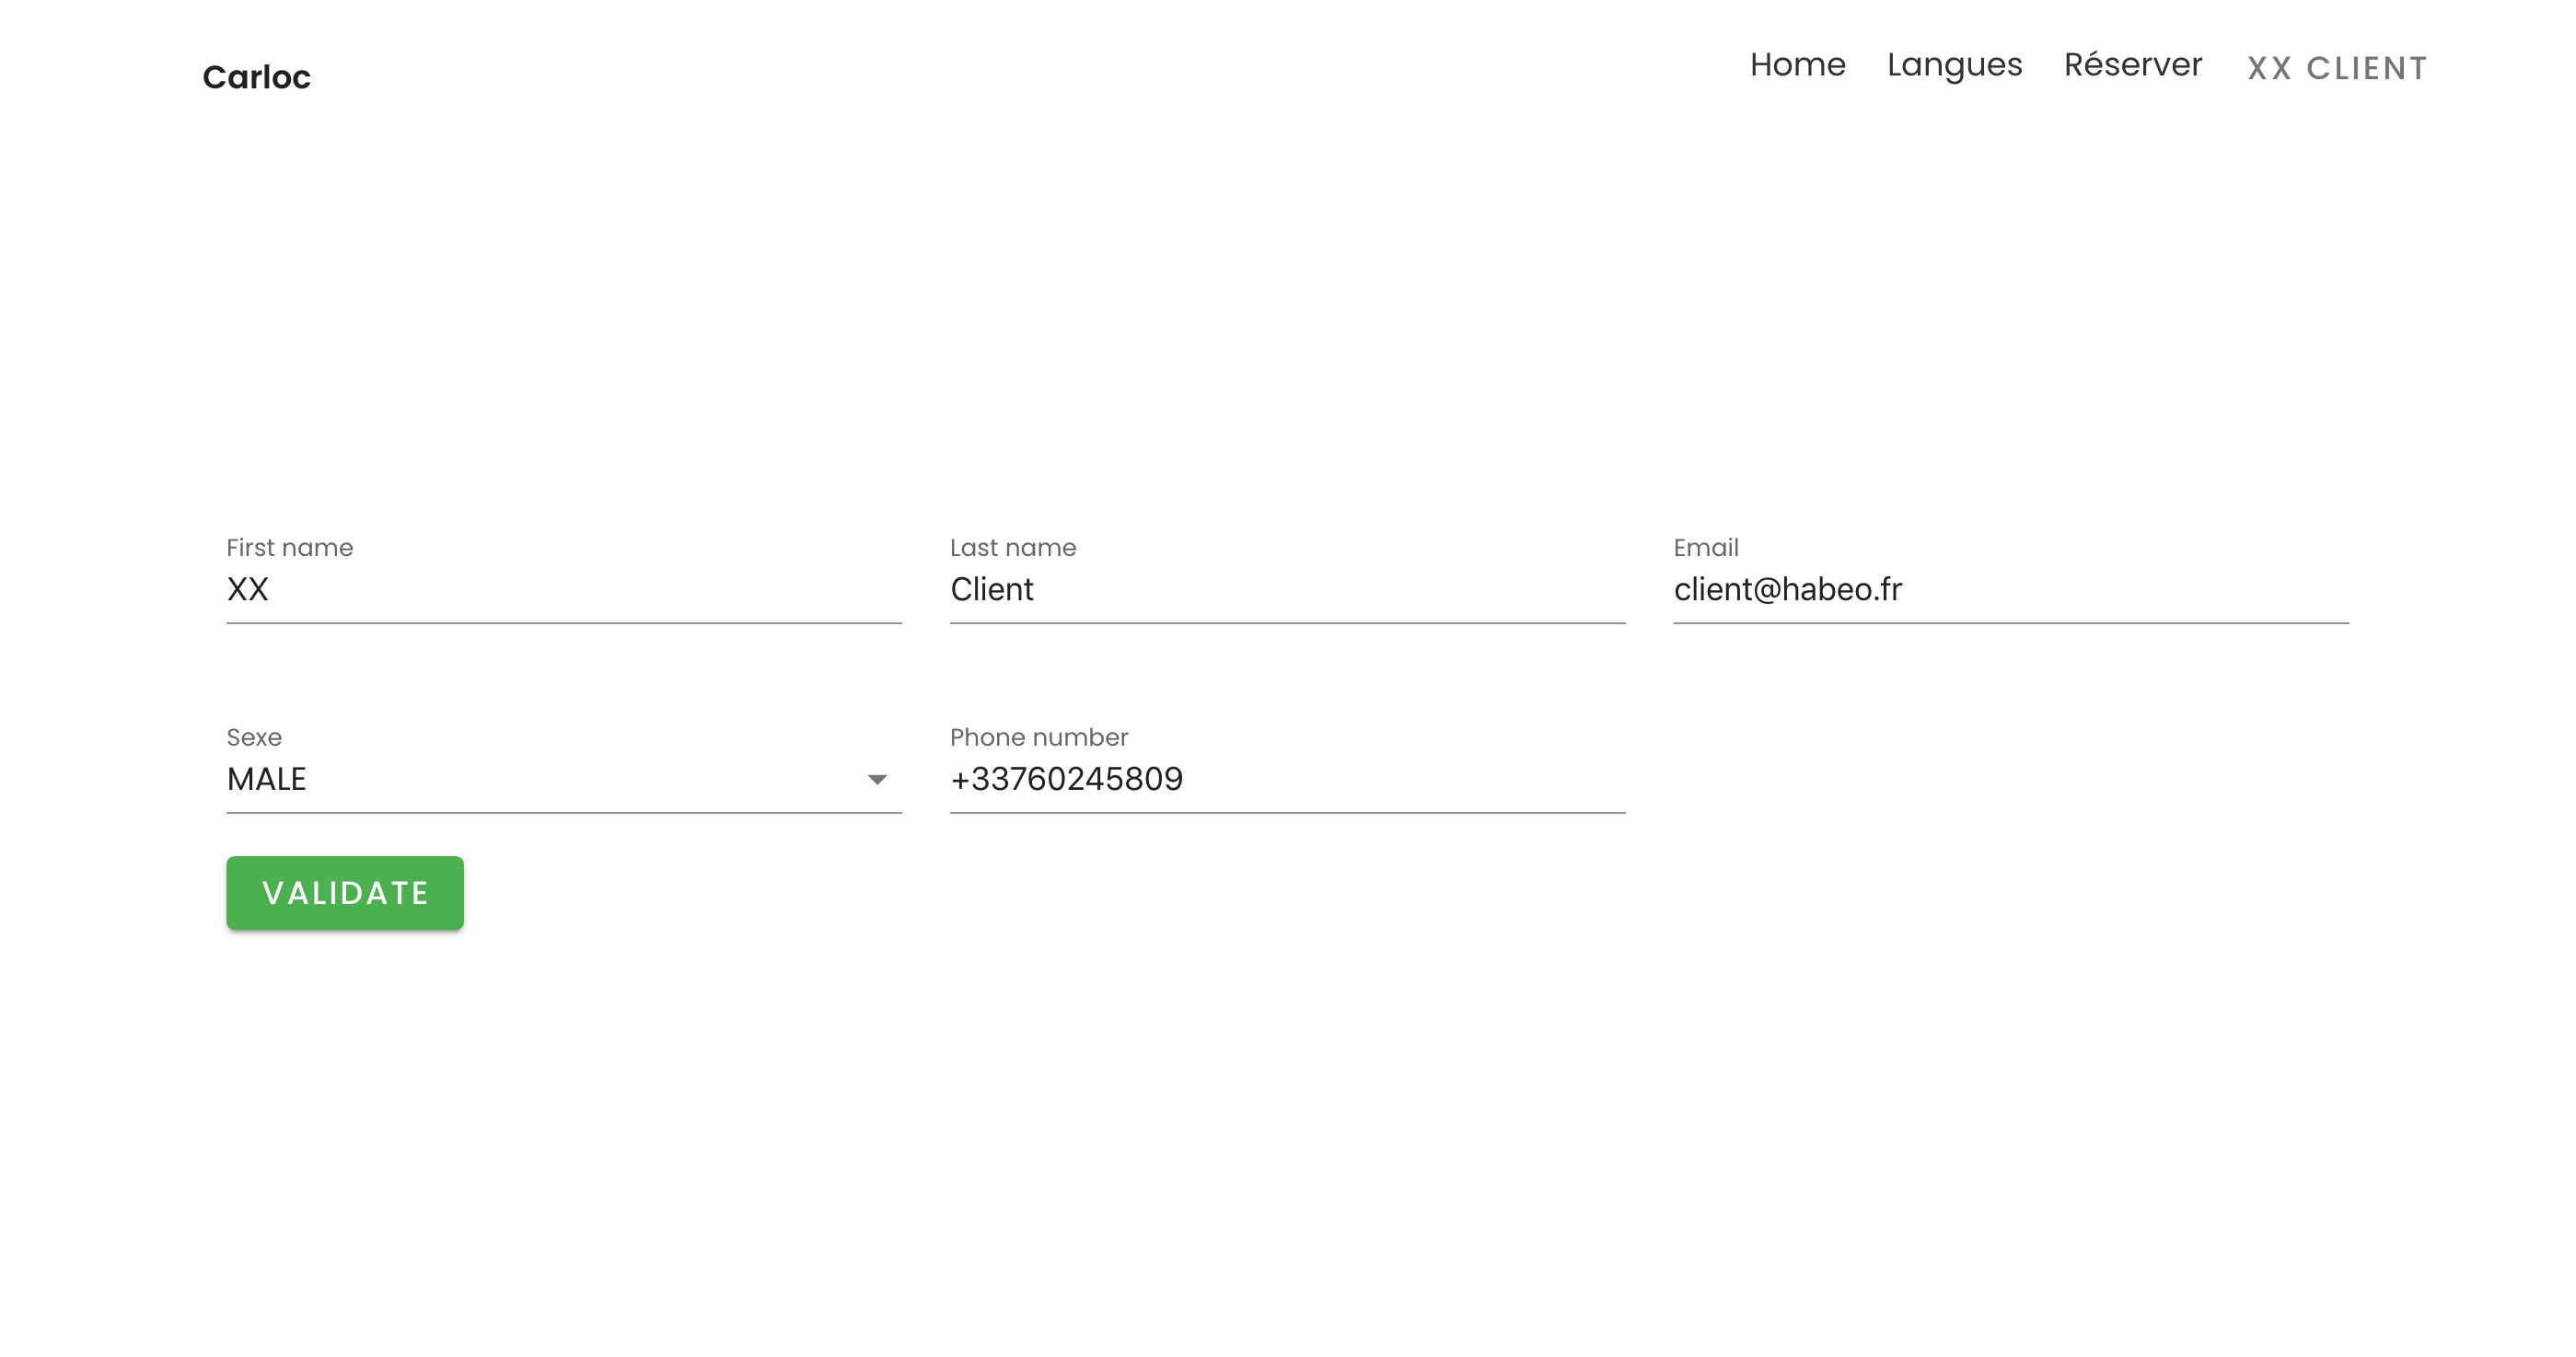 Carloc
Home Langues Réserver XX CLIENT
First name Last name Email
XX Client client@habeo.fr
Sexe Phone number
MALE +33760245809
VALIDATE